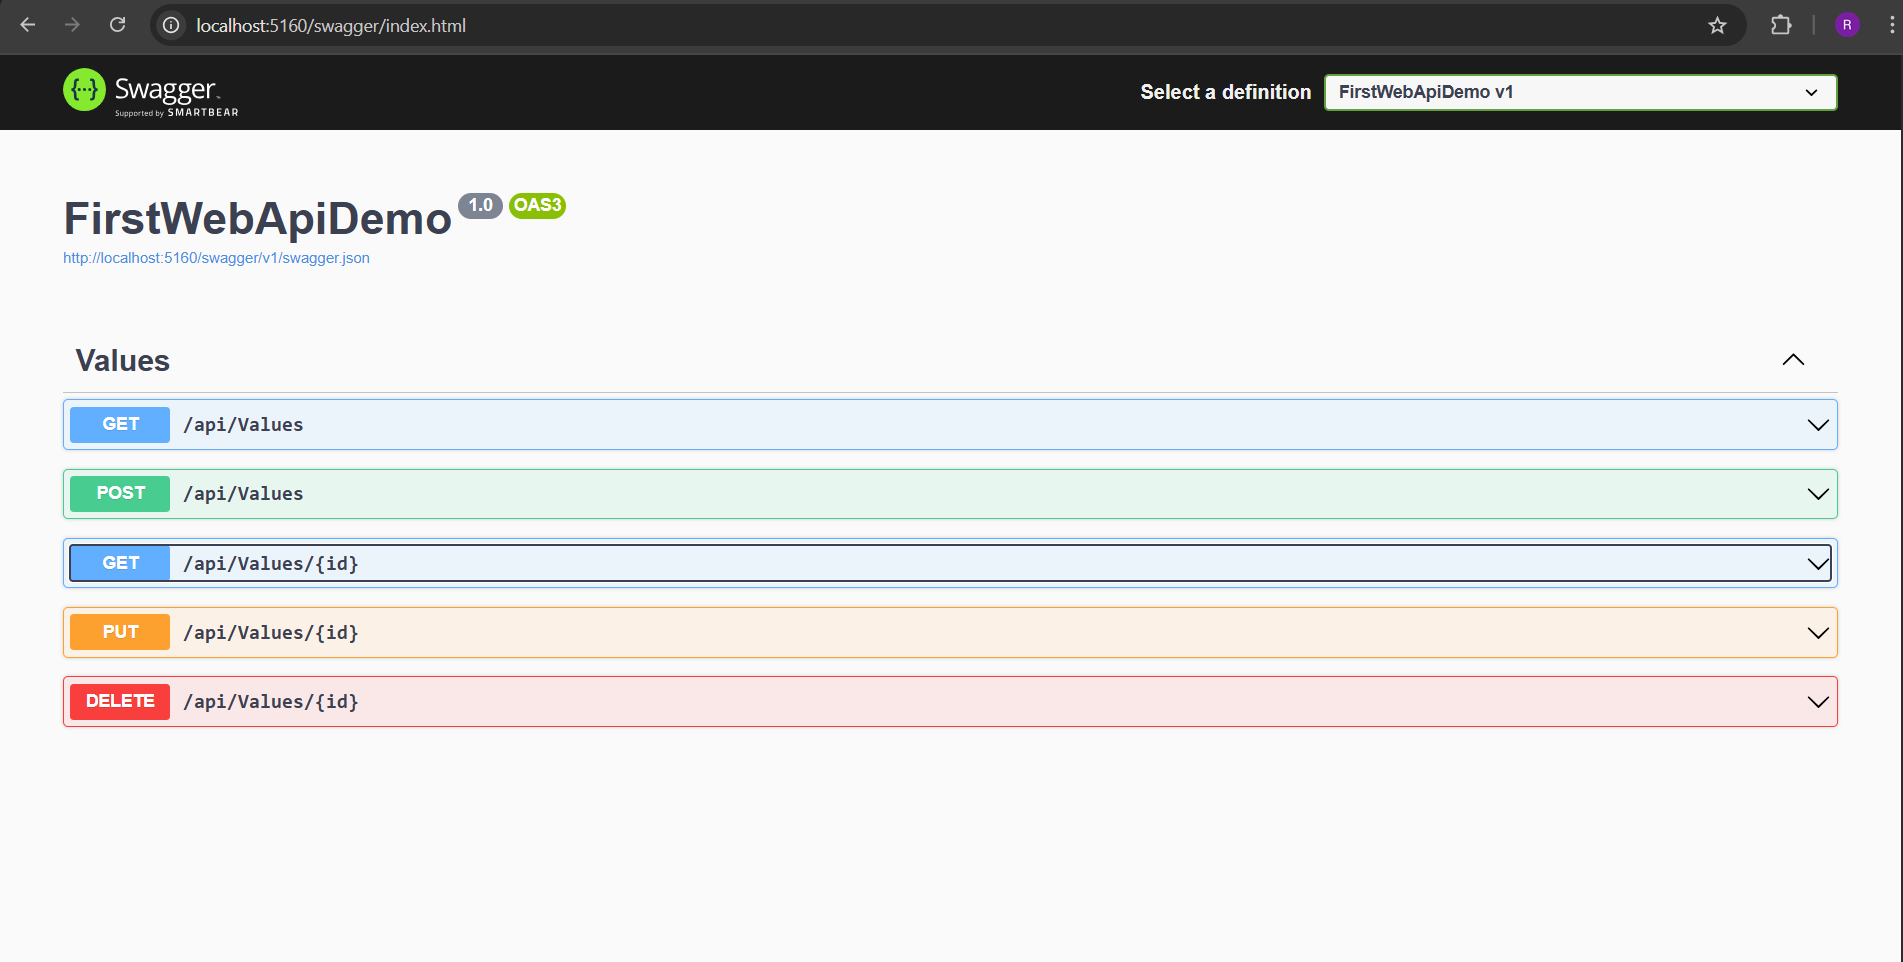 localhost:5160/swagger/index.html
R
{···} Swagger™
Supported by SMARTBEAR
Select a definition
FirstWebApiDemo v1
FirstWebApiDemo 1.0 OAS3
http://localhost:5160/swagger/v1/swagger.json
Values
GET /api/Values
POST /api/Values
GET /api/Values/{id}
PUT /api/Values/{id}
DELETE /api/Values/{id}